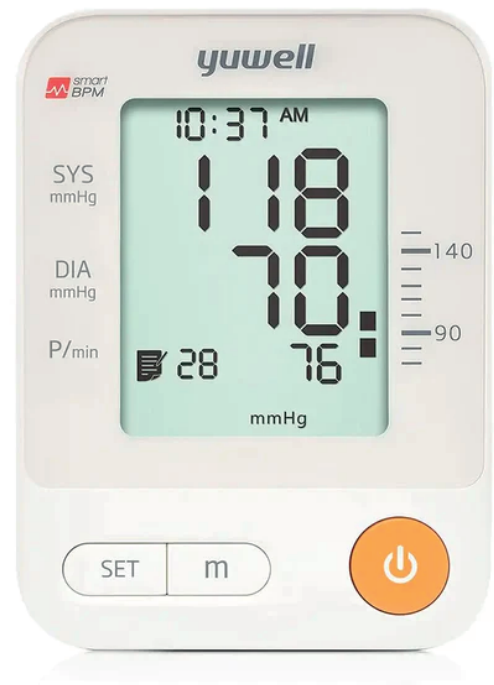 yuwell
smart
BPM
10:37 AM
SYS
mmHg
118
DIA
mmHg
70
140
90
P/min
28
76
mmHg
SET
m